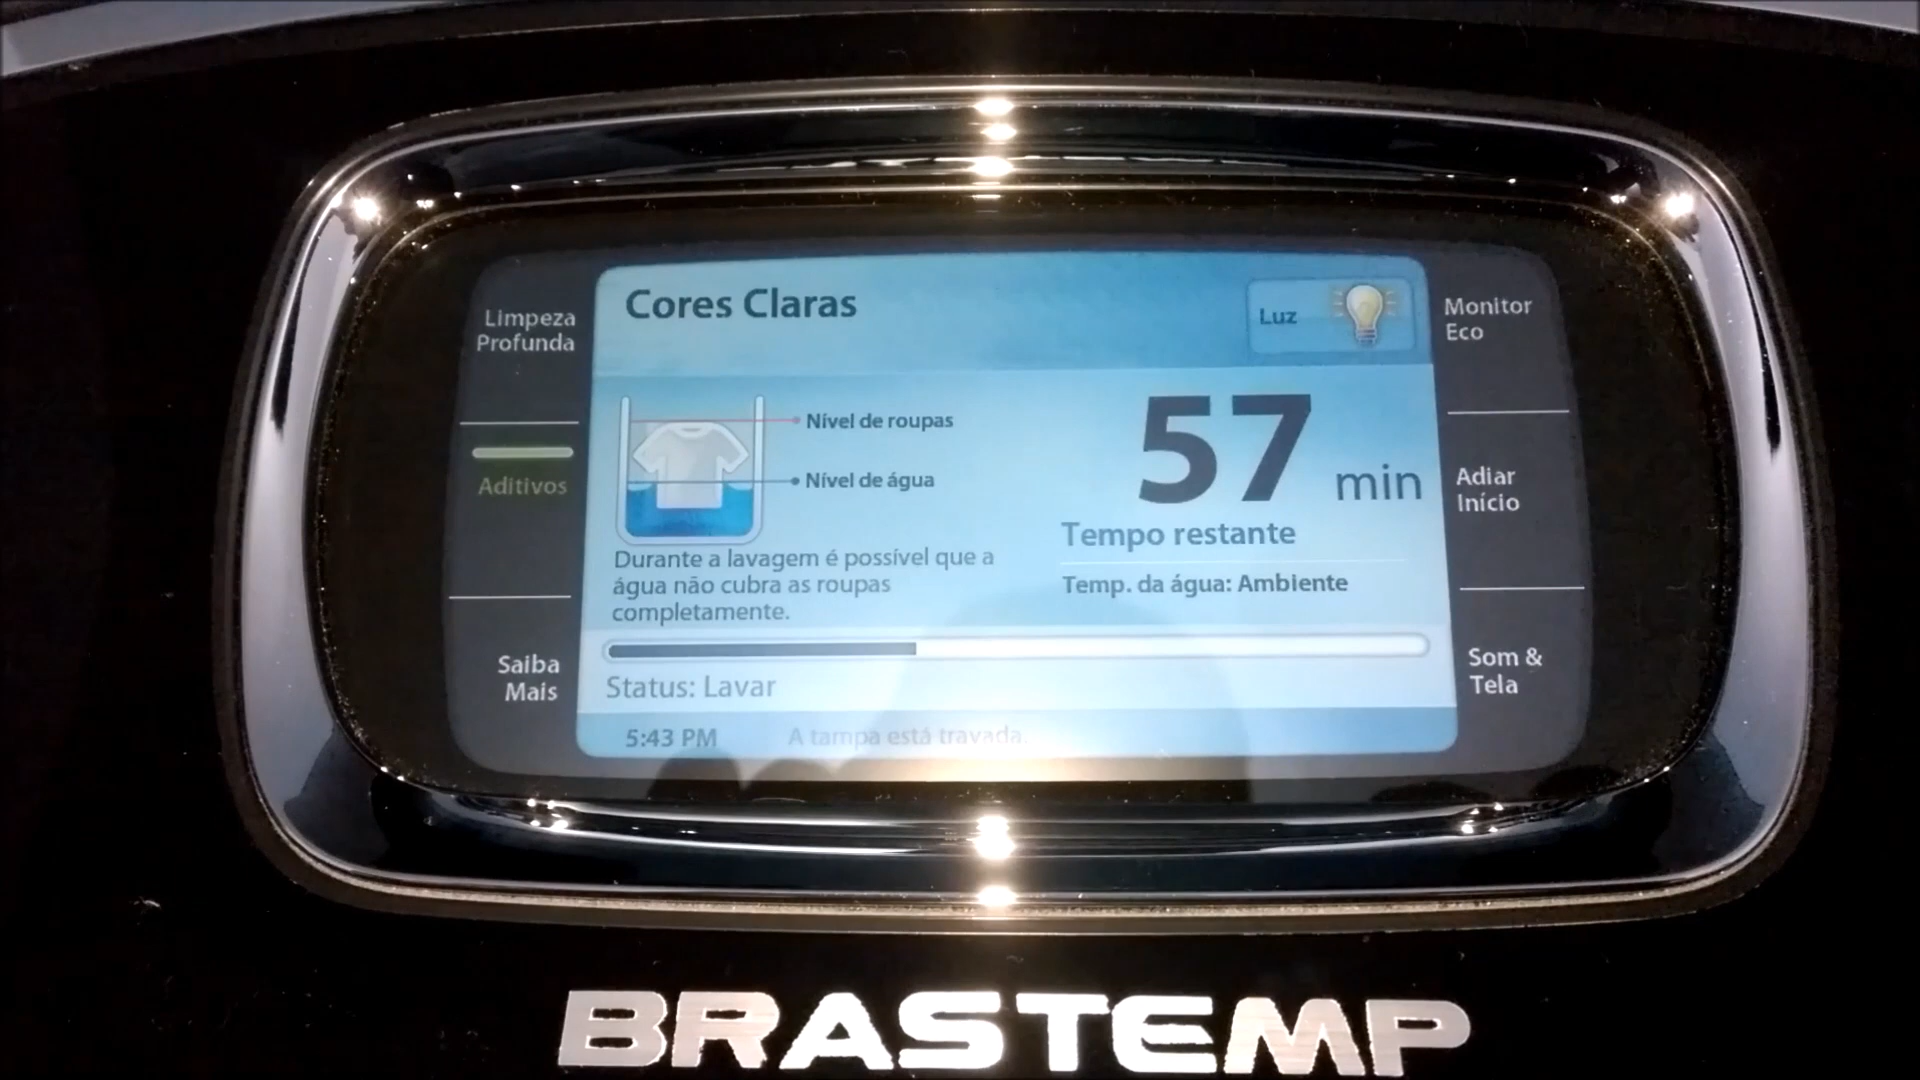 Limpeza
Profunda
Aditivos
Saiba
Mais
Cores Claras
Luz
Nível de roupas
Nível de água
Durante a lavagem é possível que a
água não cubra as roupas
completamente.
57 min
Tempo restante
Temp. da água: Ambiente
Status: Lavar
5:43 PM A tampa está travada.
Monitor
Eco
Adiar
Início
Som &
Tela
BRASTEMP